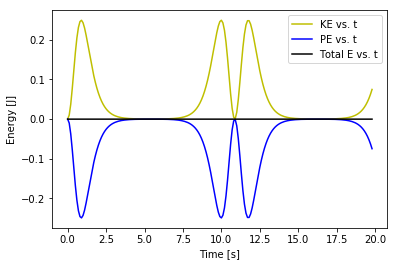 KE vs. t
PE vs. t
Total E vs. t
Energy [J]
0.2
0.1
0.0
−0.1
−0.2
0.0 2.5 5.0 7.5 10.0 12.5 15.0 17.5 20.0
Time [s]